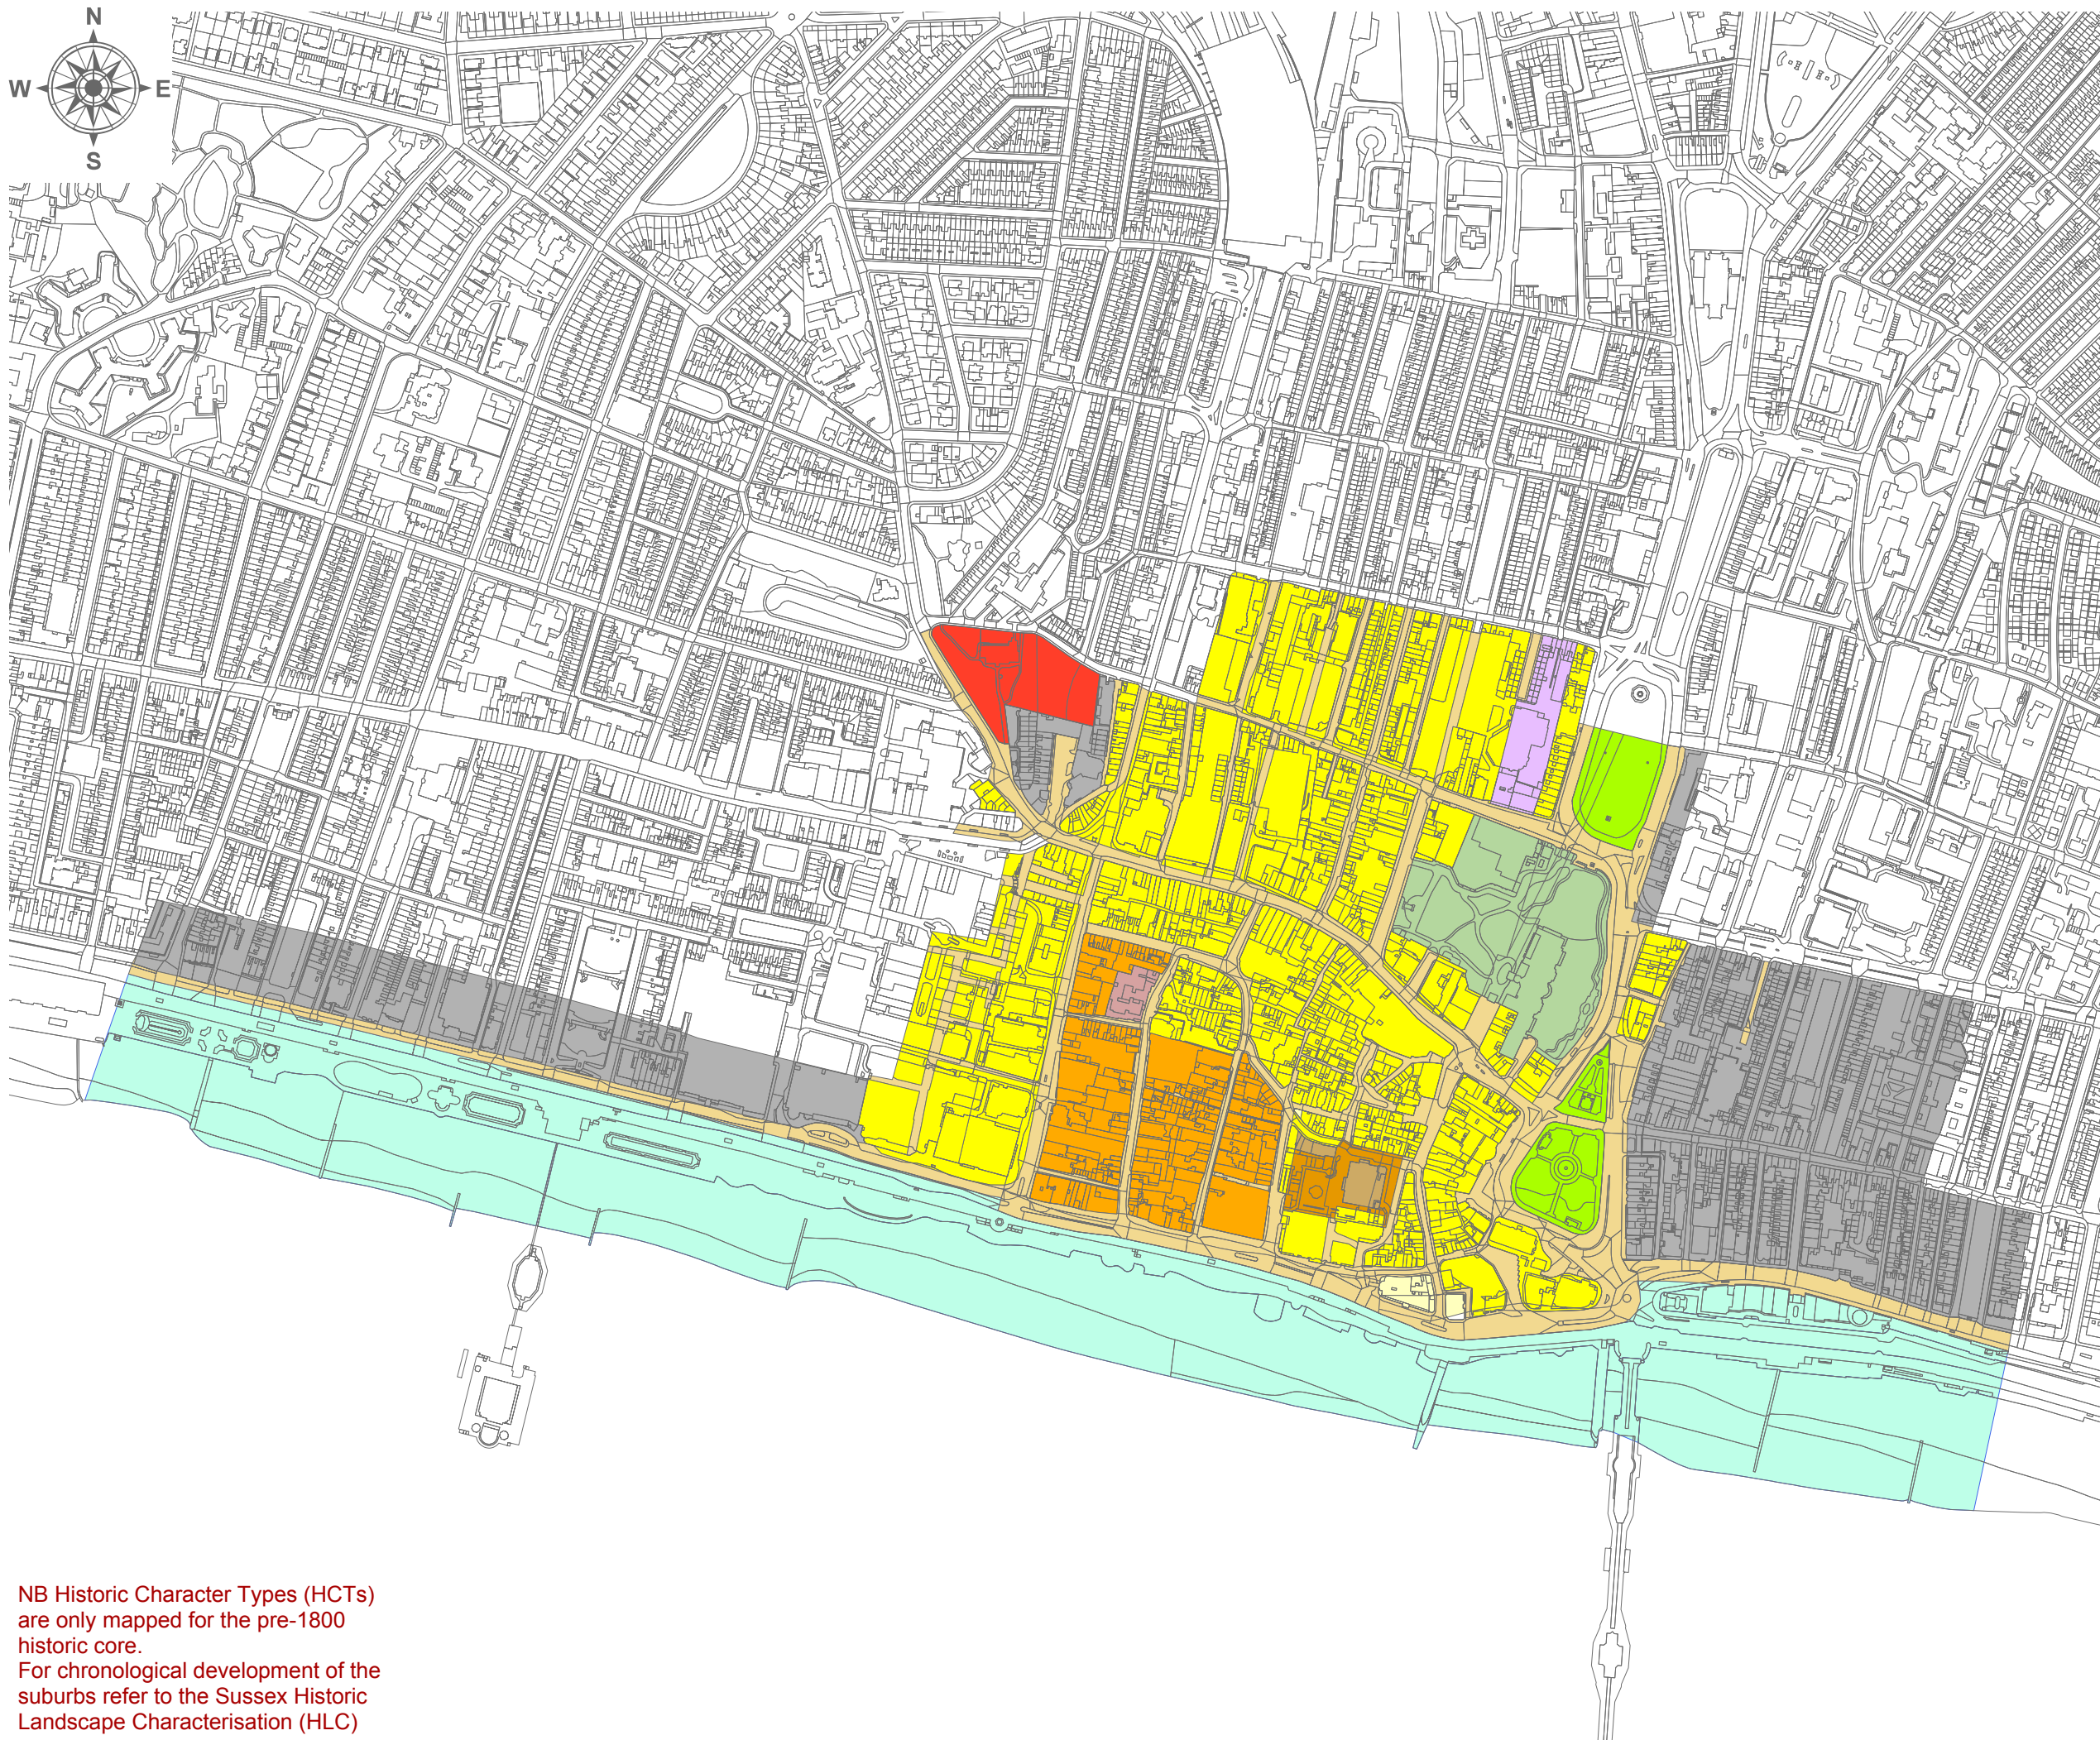 N
W
E
S
NB Historic Character Types (HCTs)
are only mapped for the pre-1800
historic core.
For chronological development of the
suburbs refer to the Sussex Historic
Landscape Characterisation (HLC)